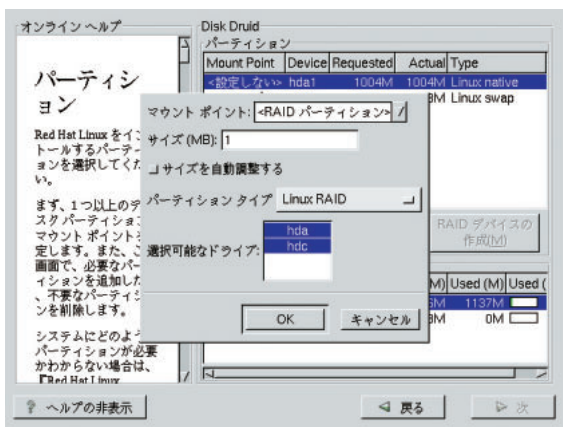 オンライン ヘルプ
パーティシ
ョン
Red Hat Linux をイン
トールするパーテ
ョンを選択してくだ
い。
まず、1つ以上のデ
スク パーティショ
マウント ポイント
定します。また、こ
画面で、必要なパー
ィションを追加した
、不要なパーティシ
ンを削除します。
システムにどのよ
パーティションが必要
かわからない場合は、
『Red Hat Linux
Disk Druid
パーティション
Mount Point Device Requested Actual Type
<設定しない> hda1 1004M 1004M Linux native
8M Linux swap
RAID デバイスの
作成(M)
M) Used (M) Used (
6M 1137M
8M 0M
マウント ポイント: <RAID パーティション>
サイズ (MB): 1
サイズを自動調整する
パーティション タイプ Linux RAID
選択可能なドライブ: hda
hdc
OK キャンセル
ヘルプの非表示 戻る 次